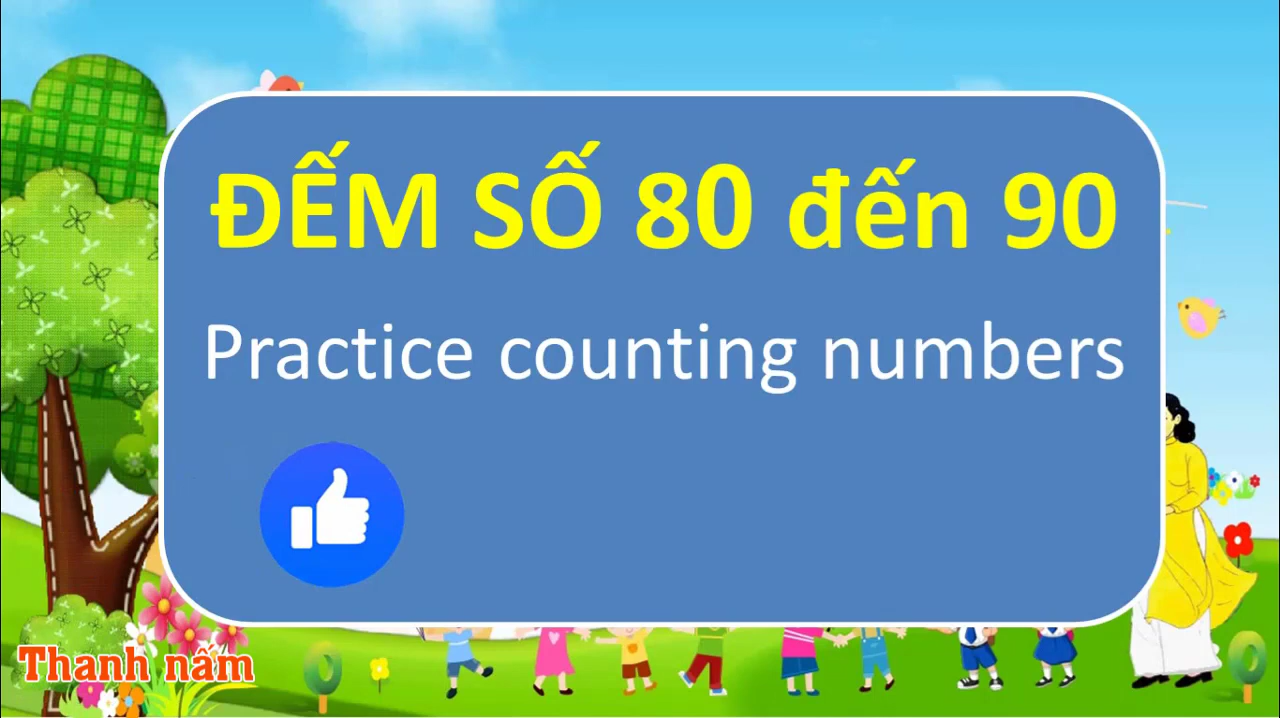 ĐẾM SỐ 80 đến 90
Practice counting numbers
Thanh nấm